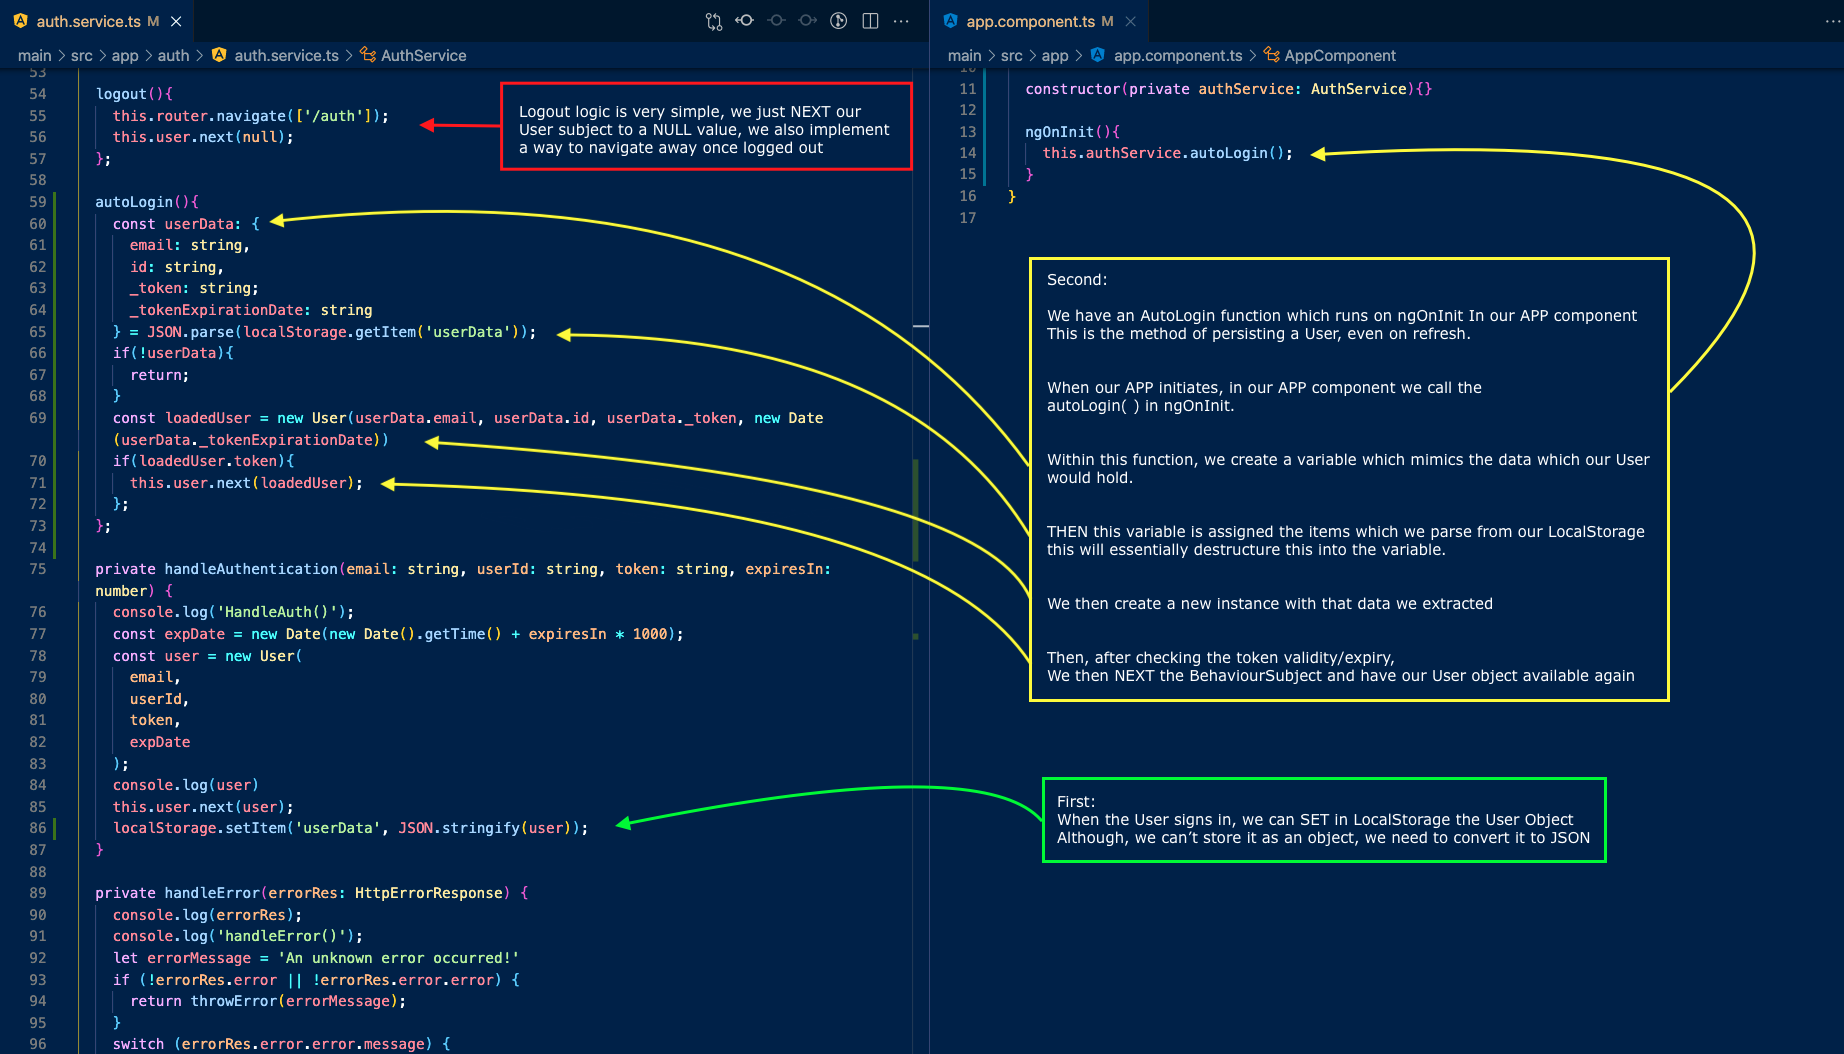 auth.service.ts M
main > src > app > auth > auth.service.ts > AuthService
53
54 logout(){
55 this.router.navigate(['/auth']);
56 this.user.next(null);
57 };
58
59 autoLogin(){
60 const userData: {
61 email: string,
62 id: string,
63 _token: string;
64 _tokenExpirationDate: string
65 } = JSON.parse(localStorage.getItem('userData'));
66 if(!userData){
67 return;
68 }
69 const loadedUser = new User(userData.email, userData.id, userData._token, new Date
(userData._tokenExpirationDate))
70 if(loadedUser.token){
71 this.user.next(loadedUser);
72 };
73 };
74
75 private handleAuthentication(email: string, userId: string, token: string, expiresIn:
number) {
76 console.log('HandleAuth()');
77 const expDate = new Date(new Date().getTime() + expiresIn * 1000);
78 const user = new User(
79 email,
80 userId,
81 token,
82 expDate
83 );
84 console.log(user)
85 this.user.next(user);
86 localStorage.setItem('userData', JSON.stringify(user));
87 }
88
89 private handleError(errorRes: HttpErrorResponse) {
90 console.log(errorRes);
91 console.log('handleError()');
92 let errorMessage = 'An unknown error occurred!'
93 if (!errorRes.error || !errorRes.error.error) {
94 return throwError(errorMessage);
95 }
96 switch (errorRes.error.error.message) {
Logout logic is very simple, we just NEXT our
User subject to a NULL value, we also implement
a way to navigate away once logged out
app.component.ts M
main > src > app > app.component.ts > AppComponent
10
11 constructor(private authService: AuthService){}
12
13 ngOnInit(){
14 this.authService.autoLogin();
15 }
16 }
17
Second:
We have an AutoLogin function which runs on ngOnInit In our APP component
This is the method of persisting a User, even on refresh.
When our APP initiates, in our APP component we call the
autoLogin( ) in ngOnInit.
Within this function, we create a variable which mimics the data which our User
would hold.
THEN this variable is assigned the items which we parse from our LocalStorage
this will essentially destructure this into the variable.
We then create a new instance with that data we extracted
Then, after checking the token validity/expiry,
We then NEXT the BehaviourSubject and have our User object available again
First:
When the User signs in, we can SET in LocalStorage the User Object
Although, we can't store it as an object, we need to convert it to JSON